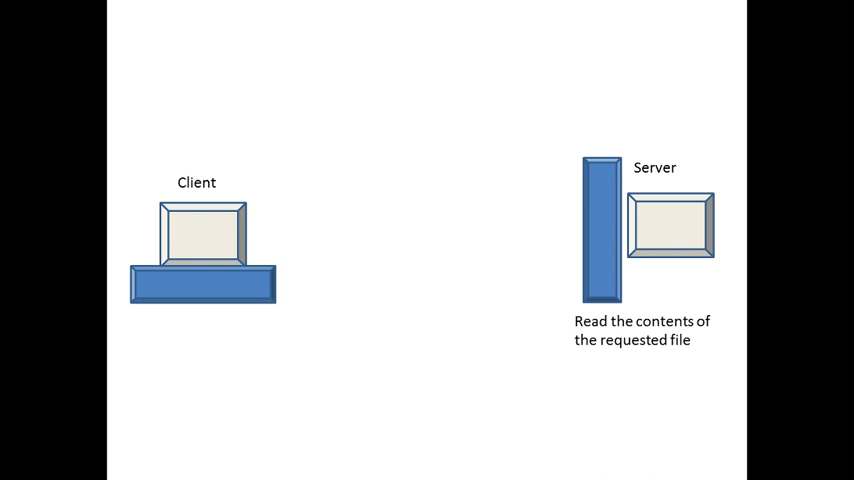 Client
Server
Read the contents of
the requested file